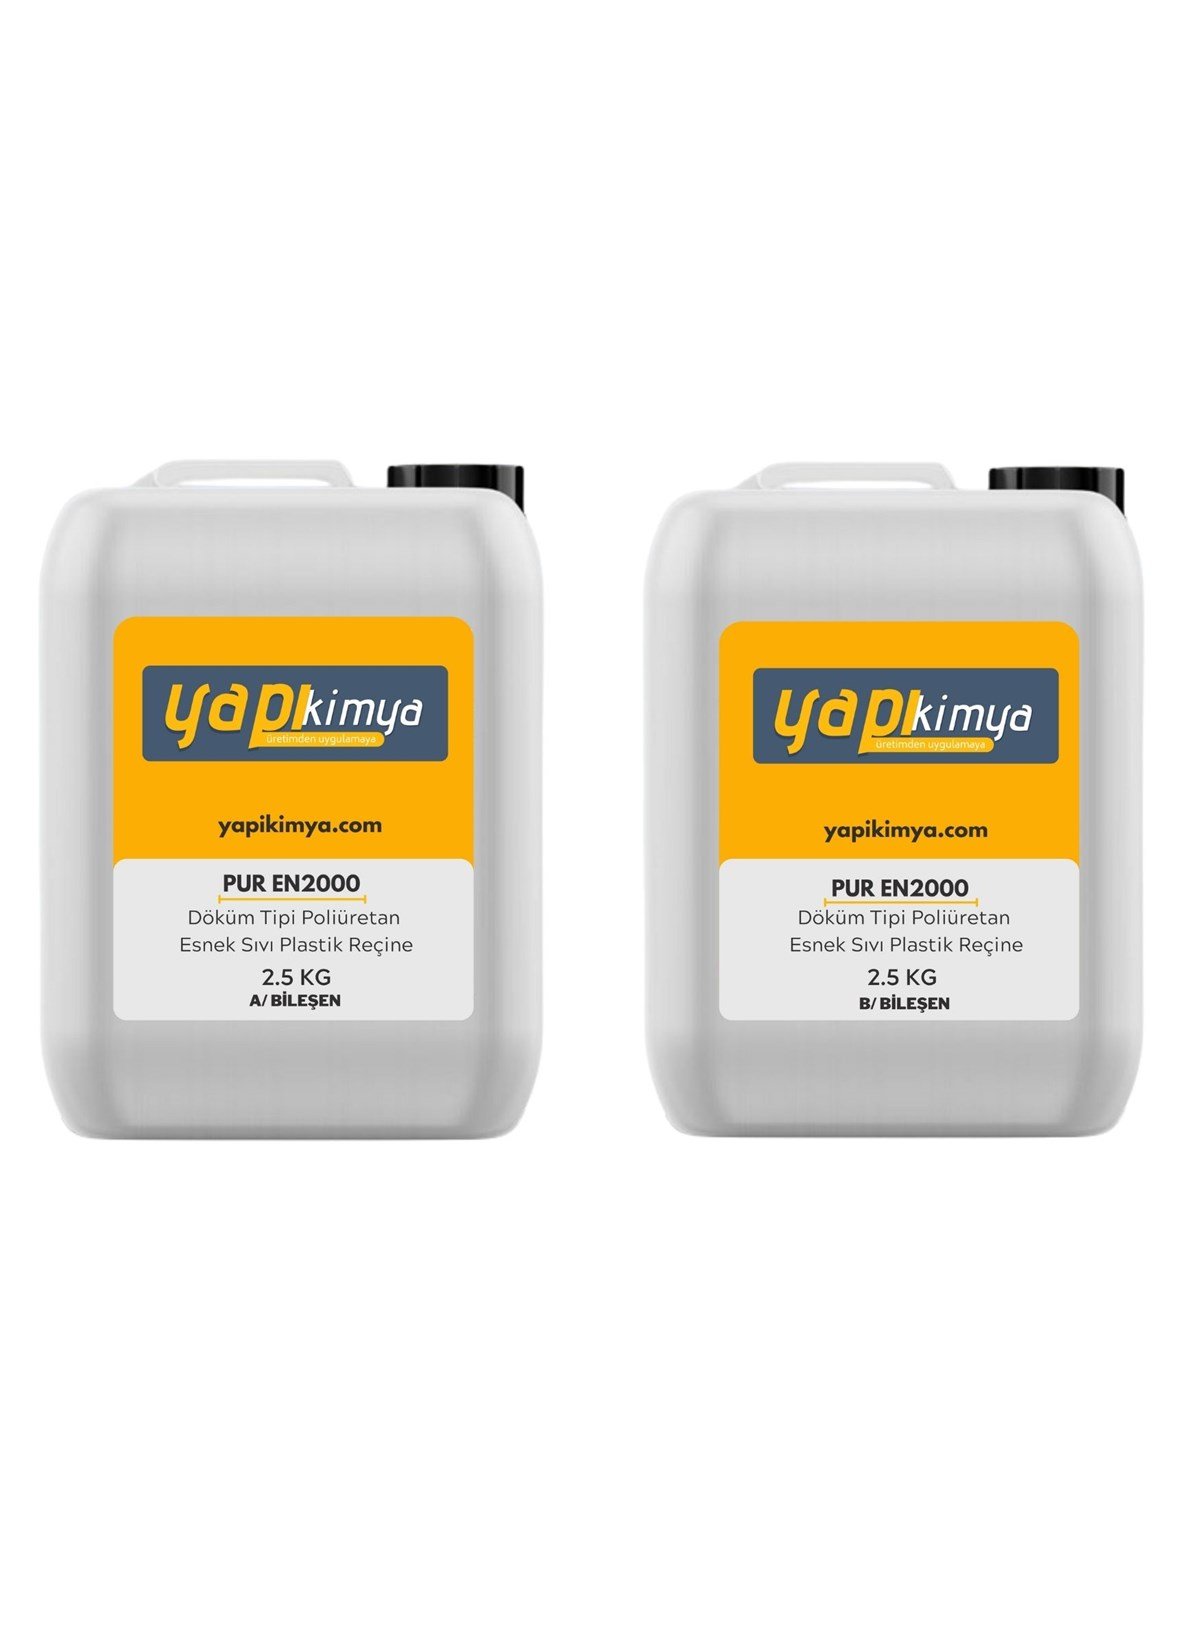 yapıkimya
üretimden uygulamaya
yapikimya.com
PUR EN2000
Döküm Tipi Poliüretan
Esnek Sıvı Plastik Reçine
2.5 KG
A/ BİLEŞEN
yapıkimya
üretimden uygulamaya
yapikimya.com
PUR EN2000
Döküm Tipi Poliüretan
Esnek Sıvı Plastik Reçine
2.5 KG
B/ BİLEŞEN